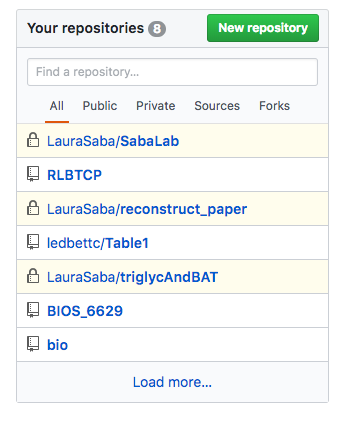 Your repositories 8 New repository
Find a repository...
All Public Private Sources Forks
LauraSaba/SabaLab
RLBTCP
LauraSaba/reconstruct_paper
ledbettc/Table1
LauraSaba/triglycAndBAT
BIOS_6629
bio
Load more...